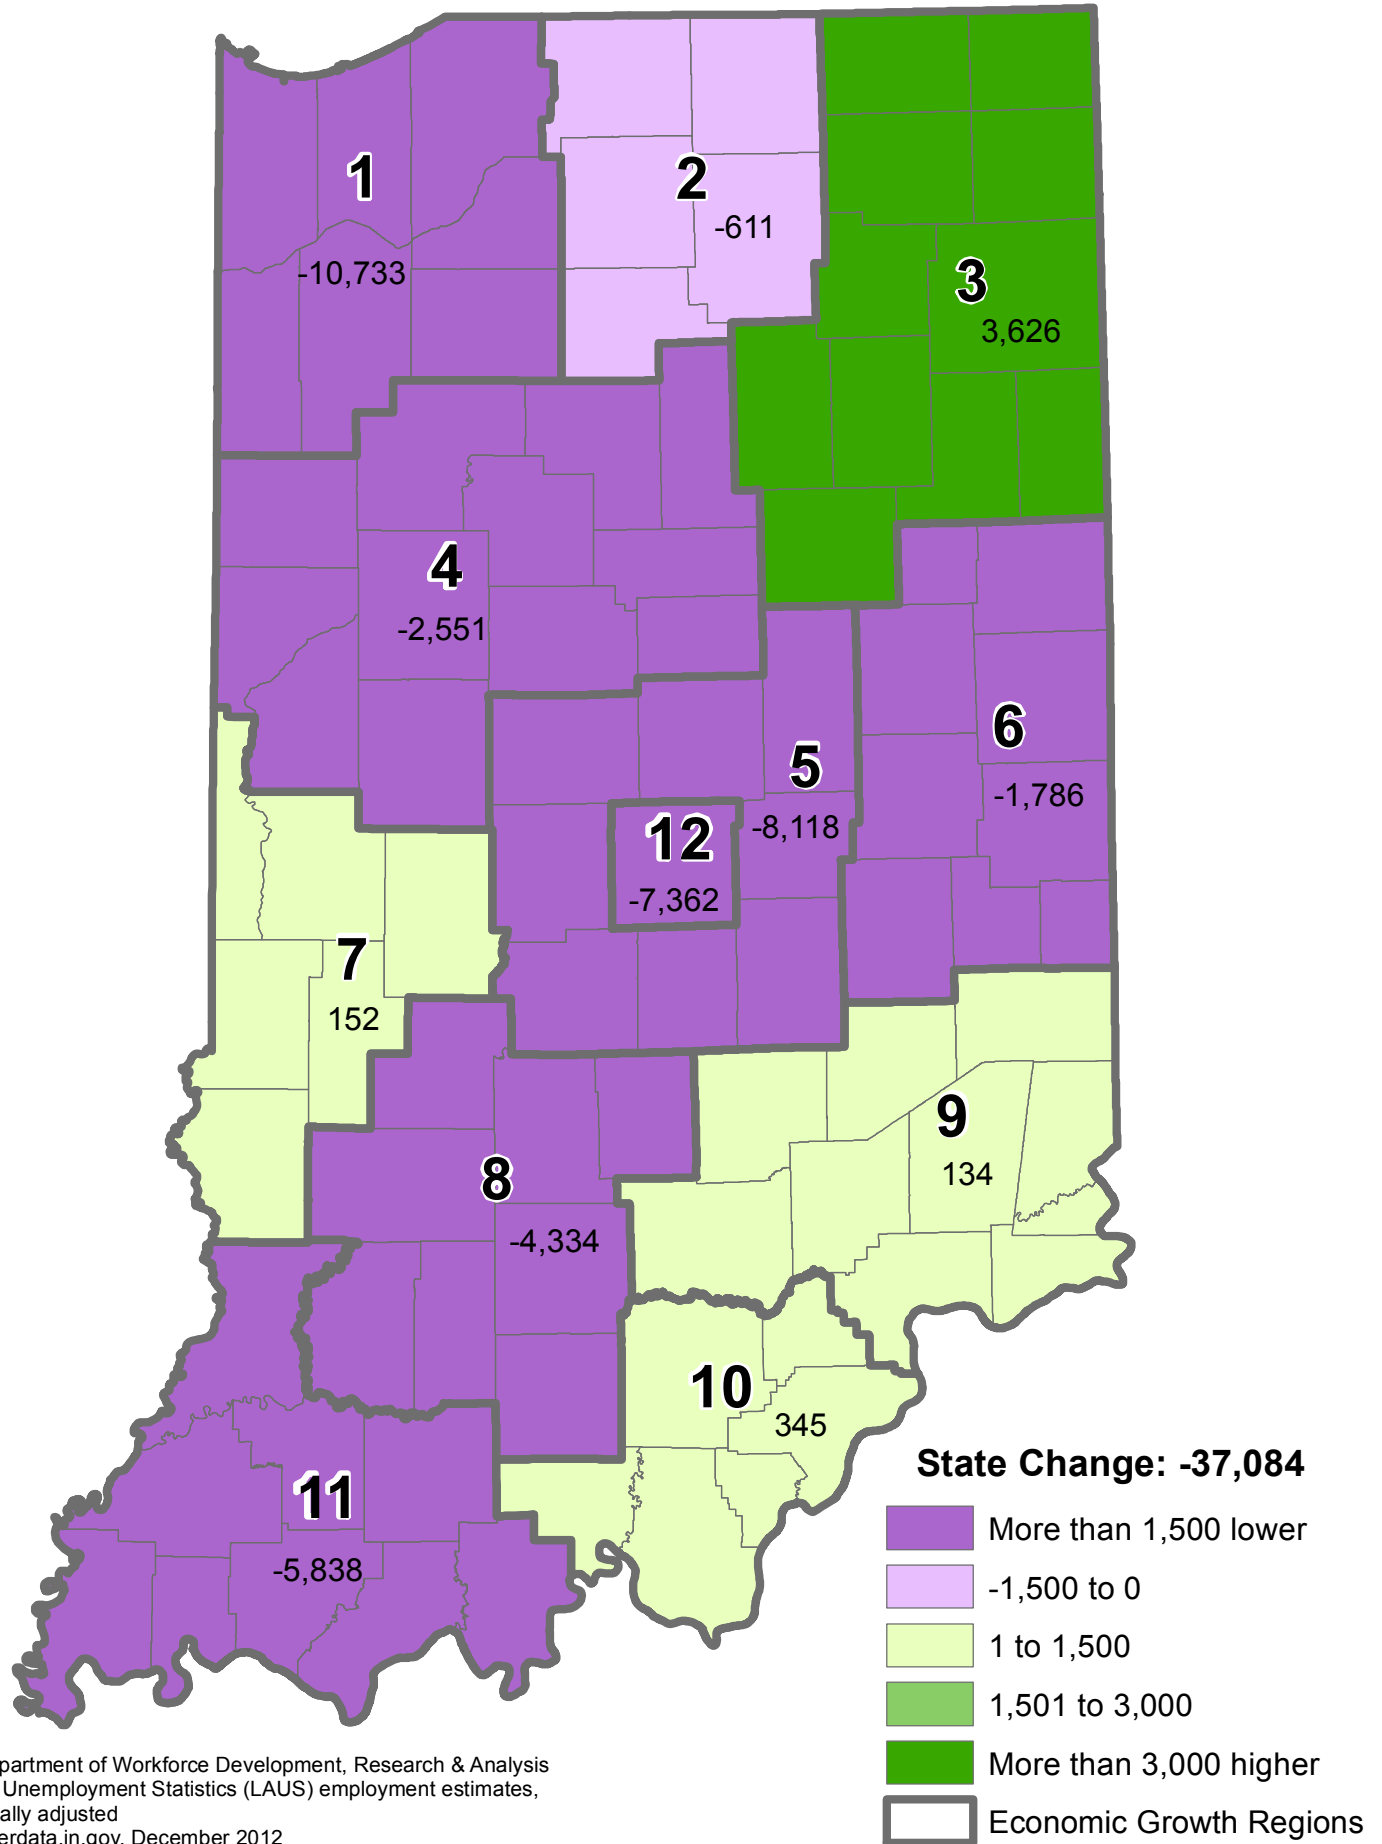 1
-10,733
2
-611
3
3,626
4
-2,551
5
-8,118
6
-1,786
12
-7,362
7
152
8
-4,334
9
134
10
345
11
-5,838
State Change: -37,084
More than 1,500 lower
-1,500 to 0
1 to 1,500
1,501 to 3,000
More than 3,000 higher
Economic Growth Regions
partment of Workforce Development, Research & Analysis
Unemployment Statistics (LAUS) employment estimates,
ally adjusted
erdata.in.gov, December 2012